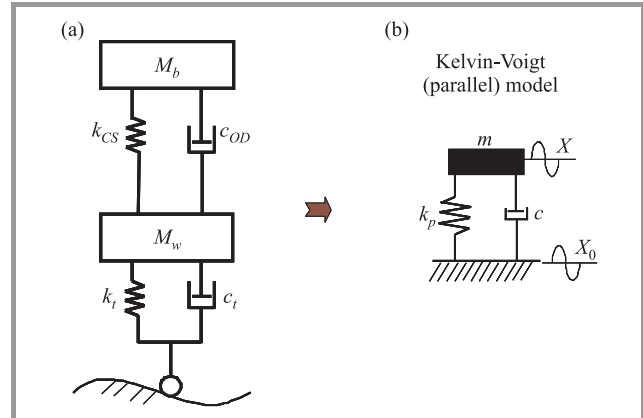 (a)
M_b
k_CS
c_OD
M_w
k_t
c_t
(b)
Kelvin-Voigt
(parallel) model
m
X
k_p
c
X_0